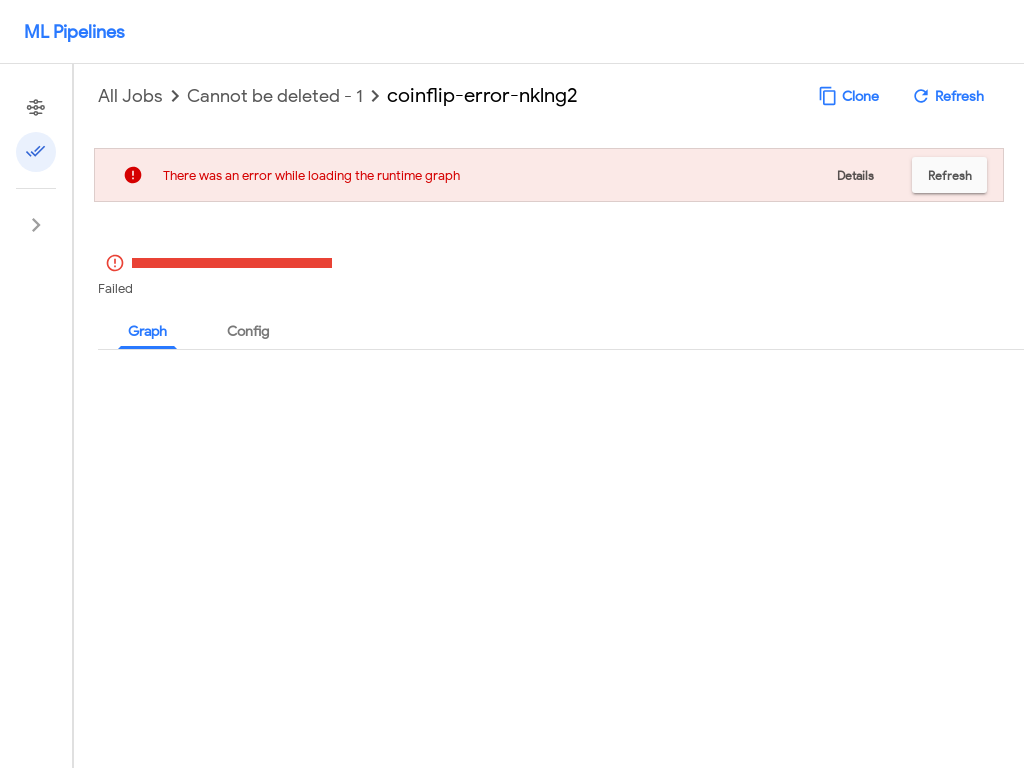 ML Pipelines
All Jobs Cannot be deleted - 1 coinflip-error-nklng2 Clone Refresh
There was an error while loading the runtime graph Details Refresh
Failed
Graph Config